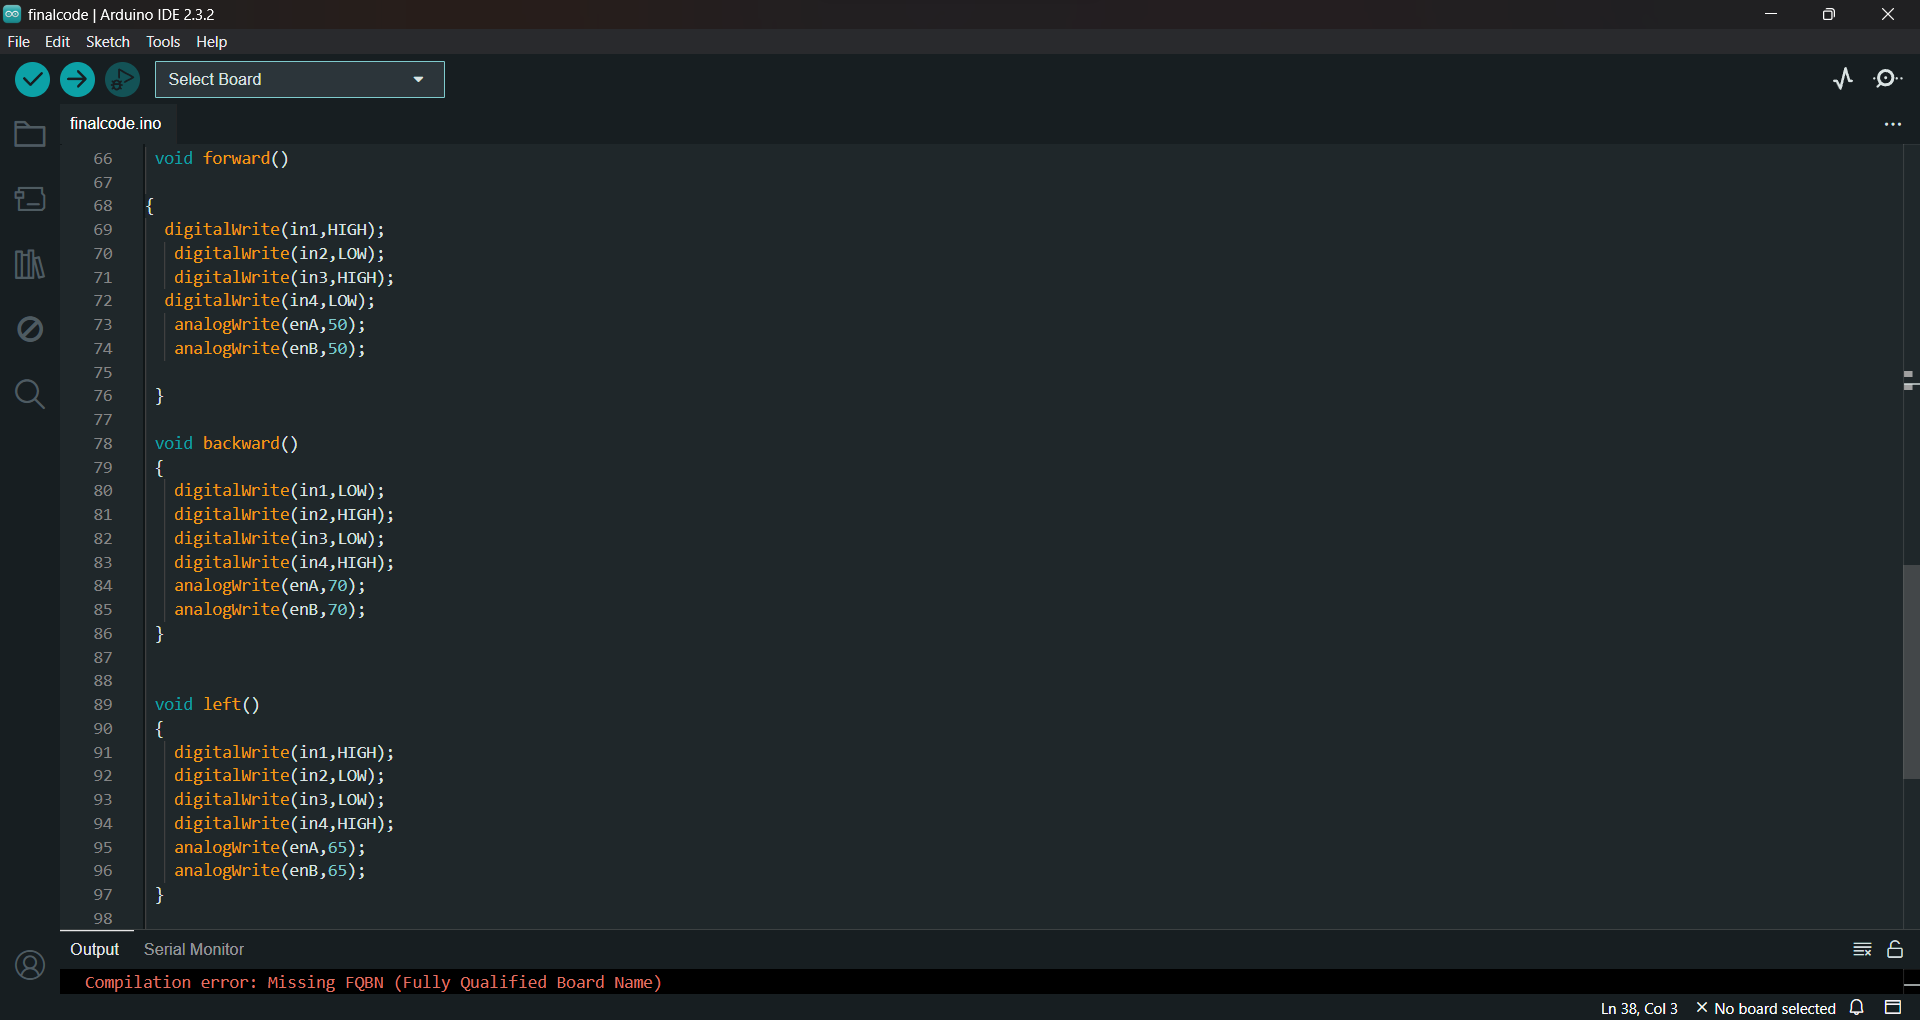 finalcode | Arduino IDE 2.3.2
File Edit Sketch Tools Help
Select Board
finalcode.ino
66 void forward()
67
68 {
69 digitalWrite(in1,HIGH);
70 digitalWrite(in2,LOW);
71 digitalWrite(in3,HIGH);
72 digitalWrite(in4,LOW);
73 analogWrite(enA,50);
74 analogWrite(enB,50);
75
76 }
77
78 void backward()
79 {
80 digitalWrite(in1,LOW);
81 digitalWrite(in2,HIGH);
82 digitalWrite(in3,LOW);
83 digitalWrite(in4,HIGH);
84 analogWrite(enA,70);
85 analogWrite(enB,70);
86 }
87
88
89 void left()
90 {
91 digitalWrite(in1,HIGH);
92 digitalWrite(in2,LOW);
93 digitalWrite(in3,LOW);
94 digitalWrite(in4,HIGH);
95 analogWrite(enA,65);
96 analogWrite(enB,65);
97 }
98
Output Serial Monitor
Compilation error: Missing FQBN (Fully Qualified Board Name)
Ln 38, Col 3 × No board selected